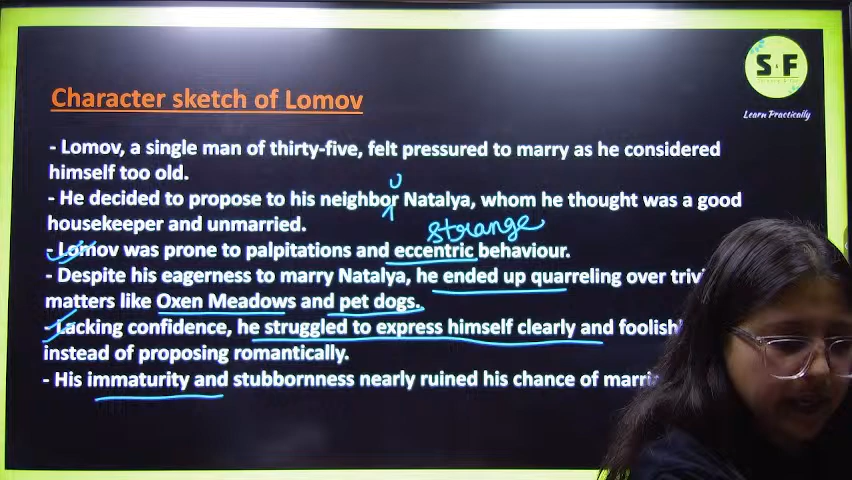 S F
Learn Practically
Character sketch of Lomov
- Lomov, a single man of thirty-five, felt pressured to marry as he considered
himself too old.
u
- He decided to propose to his neighbor Natalya, whom he thought was a good
housekeeper and unmarried.
strange
- Lomov was prone to palpitations and eccentric behaviour.
- Despite his eagerness to marry Natalya, he ended up quarreling over
matters like Oxen Meadows and pet dogs.
- Lacking confidence, he struggled to express himself clearly and
instead of proposing romantically.
- His immaturity and stubbornness nearly ruined his chance of